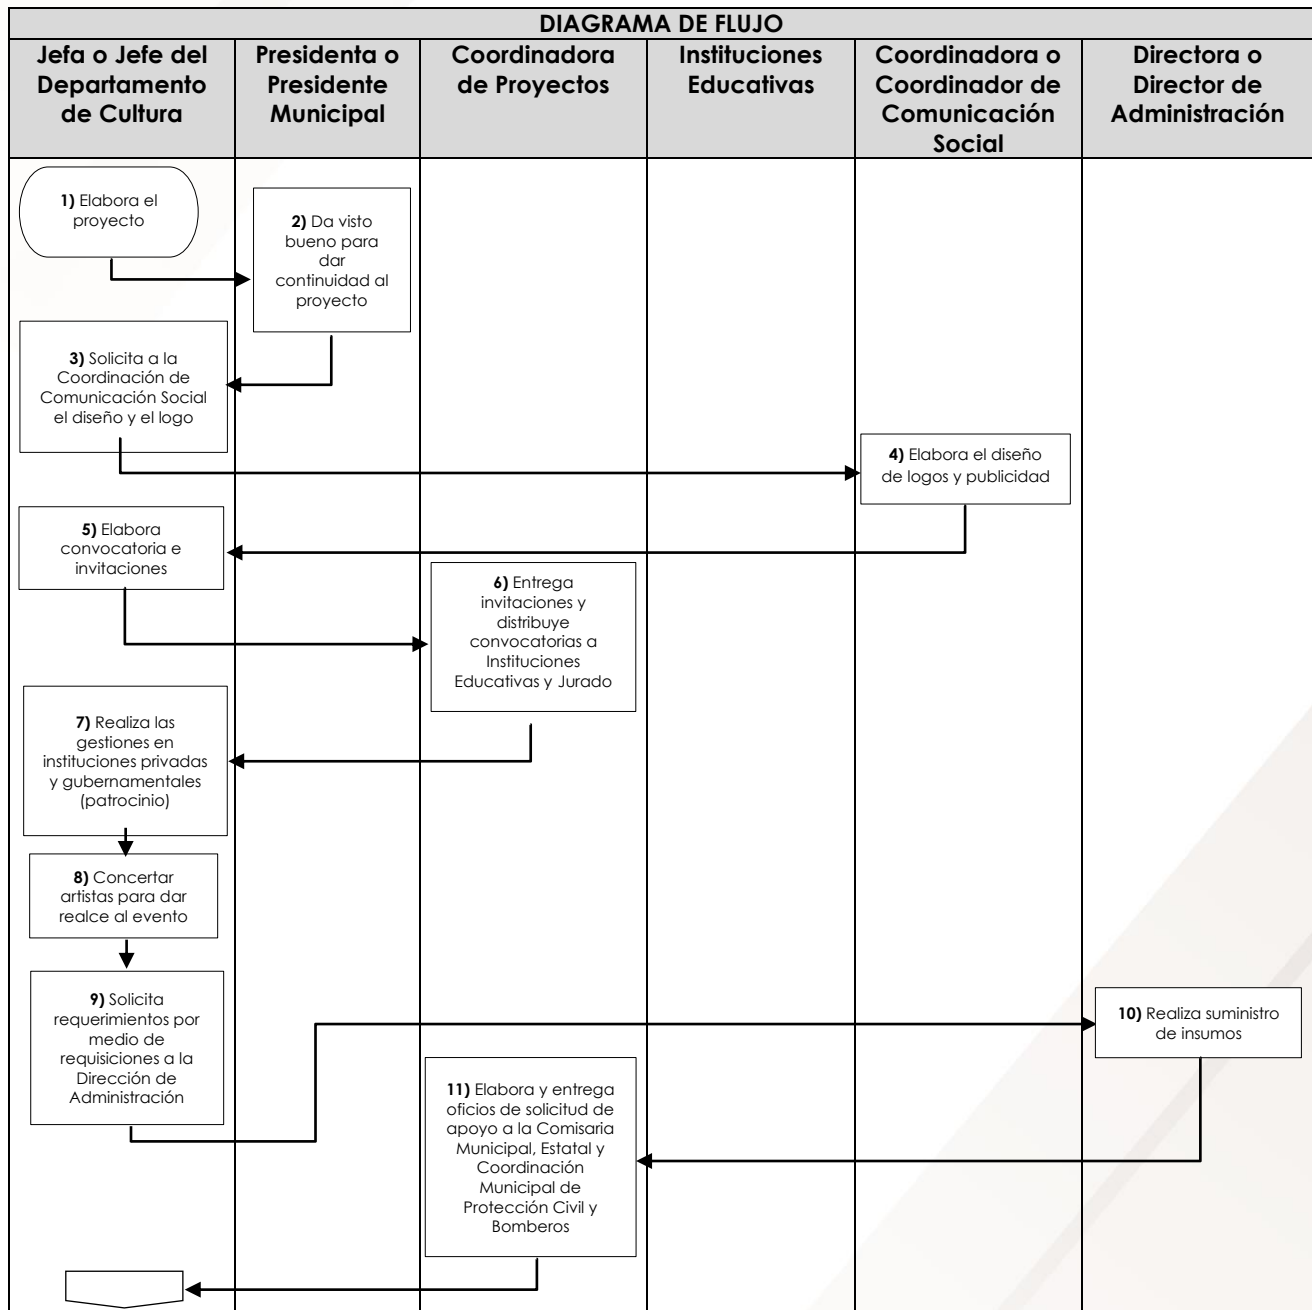 DIAGRAMA DE FLUJO
Jefa o Jefe del
Departamento
de Cultura
Presidenta o
Presidente
Municipal
Coordinadora
de Proyectos
Instituciones
Educativas
Coordinadora o
Coordinador de
Comunicación
Social
Directora o
Director de
Administración
1) Elabora el
proyecto
2) Da visto
bueno para
dar
continuidad al
proyecto
3) Solicita a la
Coordinación de
Comunicación Social
el diseño y el logo
4) Elabora el diseño
de logos y publicidad
5) Elabora
convocatoria e
invitaciones
6) Entrega
invitaciones y
distribuye
convocatorias a
Instituciones
Educativas y Jurado
7) Realiza las
gestiones en
instituciones privadas
y gubernamentales
(patrocinio)
8) Concertar
artistas para dar
realce al evento
9) Solicita
requerimientos por
medio de
requisiciones a la
Dirección de
Administración
10) Realiza suministro
de insumos
11) Elabora y entrega
oficios de solicitud de
apoyo a la Comisaria
Municipal, Estatal y
Coordinación
Municipal de
Protección Civil y
Bomberos